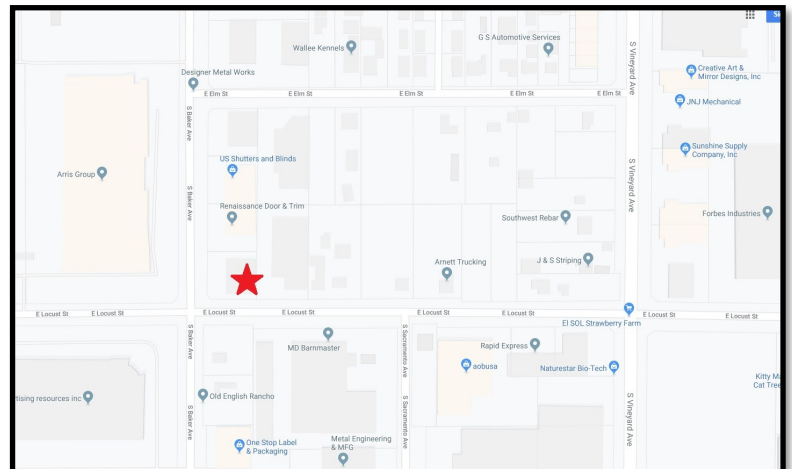 Wallee Kennels
G S Automotive Services
S Vineyard Ave
Creative Art &
Mirror Designs, Inc
Designer Metal Works
E Elm St
E Elm St
E Elm St
E Elm St
E Elm St
JNJ Mechanical
S Baker Ave
Sunshine Supply
Company, Inc
US Shutters and Blinds
Arris Group
S Baker Ave
S Vineyard Ave
Renaissance Door & Trim
Southwest Rebar
Forbes Industries
Arnett Trucking
J & S Striping
E Locust St
E Locust St
E Locust St
E Locust St
E Locust St
E Locust St
E Locust St
E Locust St
El SOL Strawberry Farm
S Baker Ave
S Sacramento Ave
MD Barnmaster
Rapid Express
aobusa
Naturestar Bio-Tech
Kitty Ma
Cat Tree
tising resources inc
Old English Rancho
S Baker Ave
S Sacramento Ave
S Vineyard Ave
One Stop Label
& Packaging
Metal Engineering
& MFG